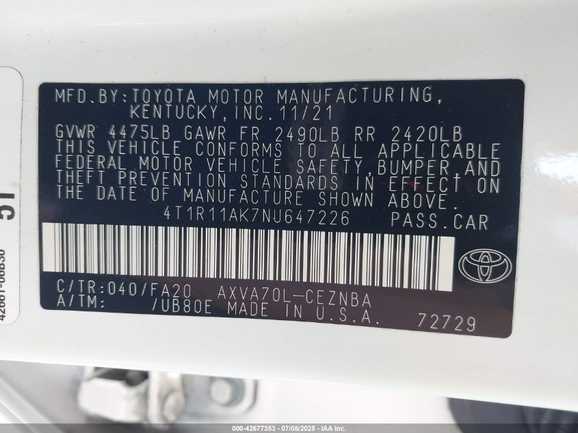 MFD.BY:TOYOTA MOTOR MANUFACTURING,
KENTUCKY,INC.11/21
GVWR 4475LB GAWR FR 2490LB RR 2420LB
THIS VEHICLE CONFORMS TO ALL APPLICABLE
FEDERAL MOTOR VEHICLE SAFETY,BUMPER,AND
THEFT PREVENTION STANDARDS IN EFFECT ON
THE DATE OF MANUFACTURE SHOWN ABOVE.
4T1R11AK7NU647226 PASS.CAR
C/TR:040/FA20 AXVA70L-CEZNBA
A/TM: /UB80E MADE IN U.S.A. 72729
51
000-42677353 - 07/06/2025 - IAA Inc.